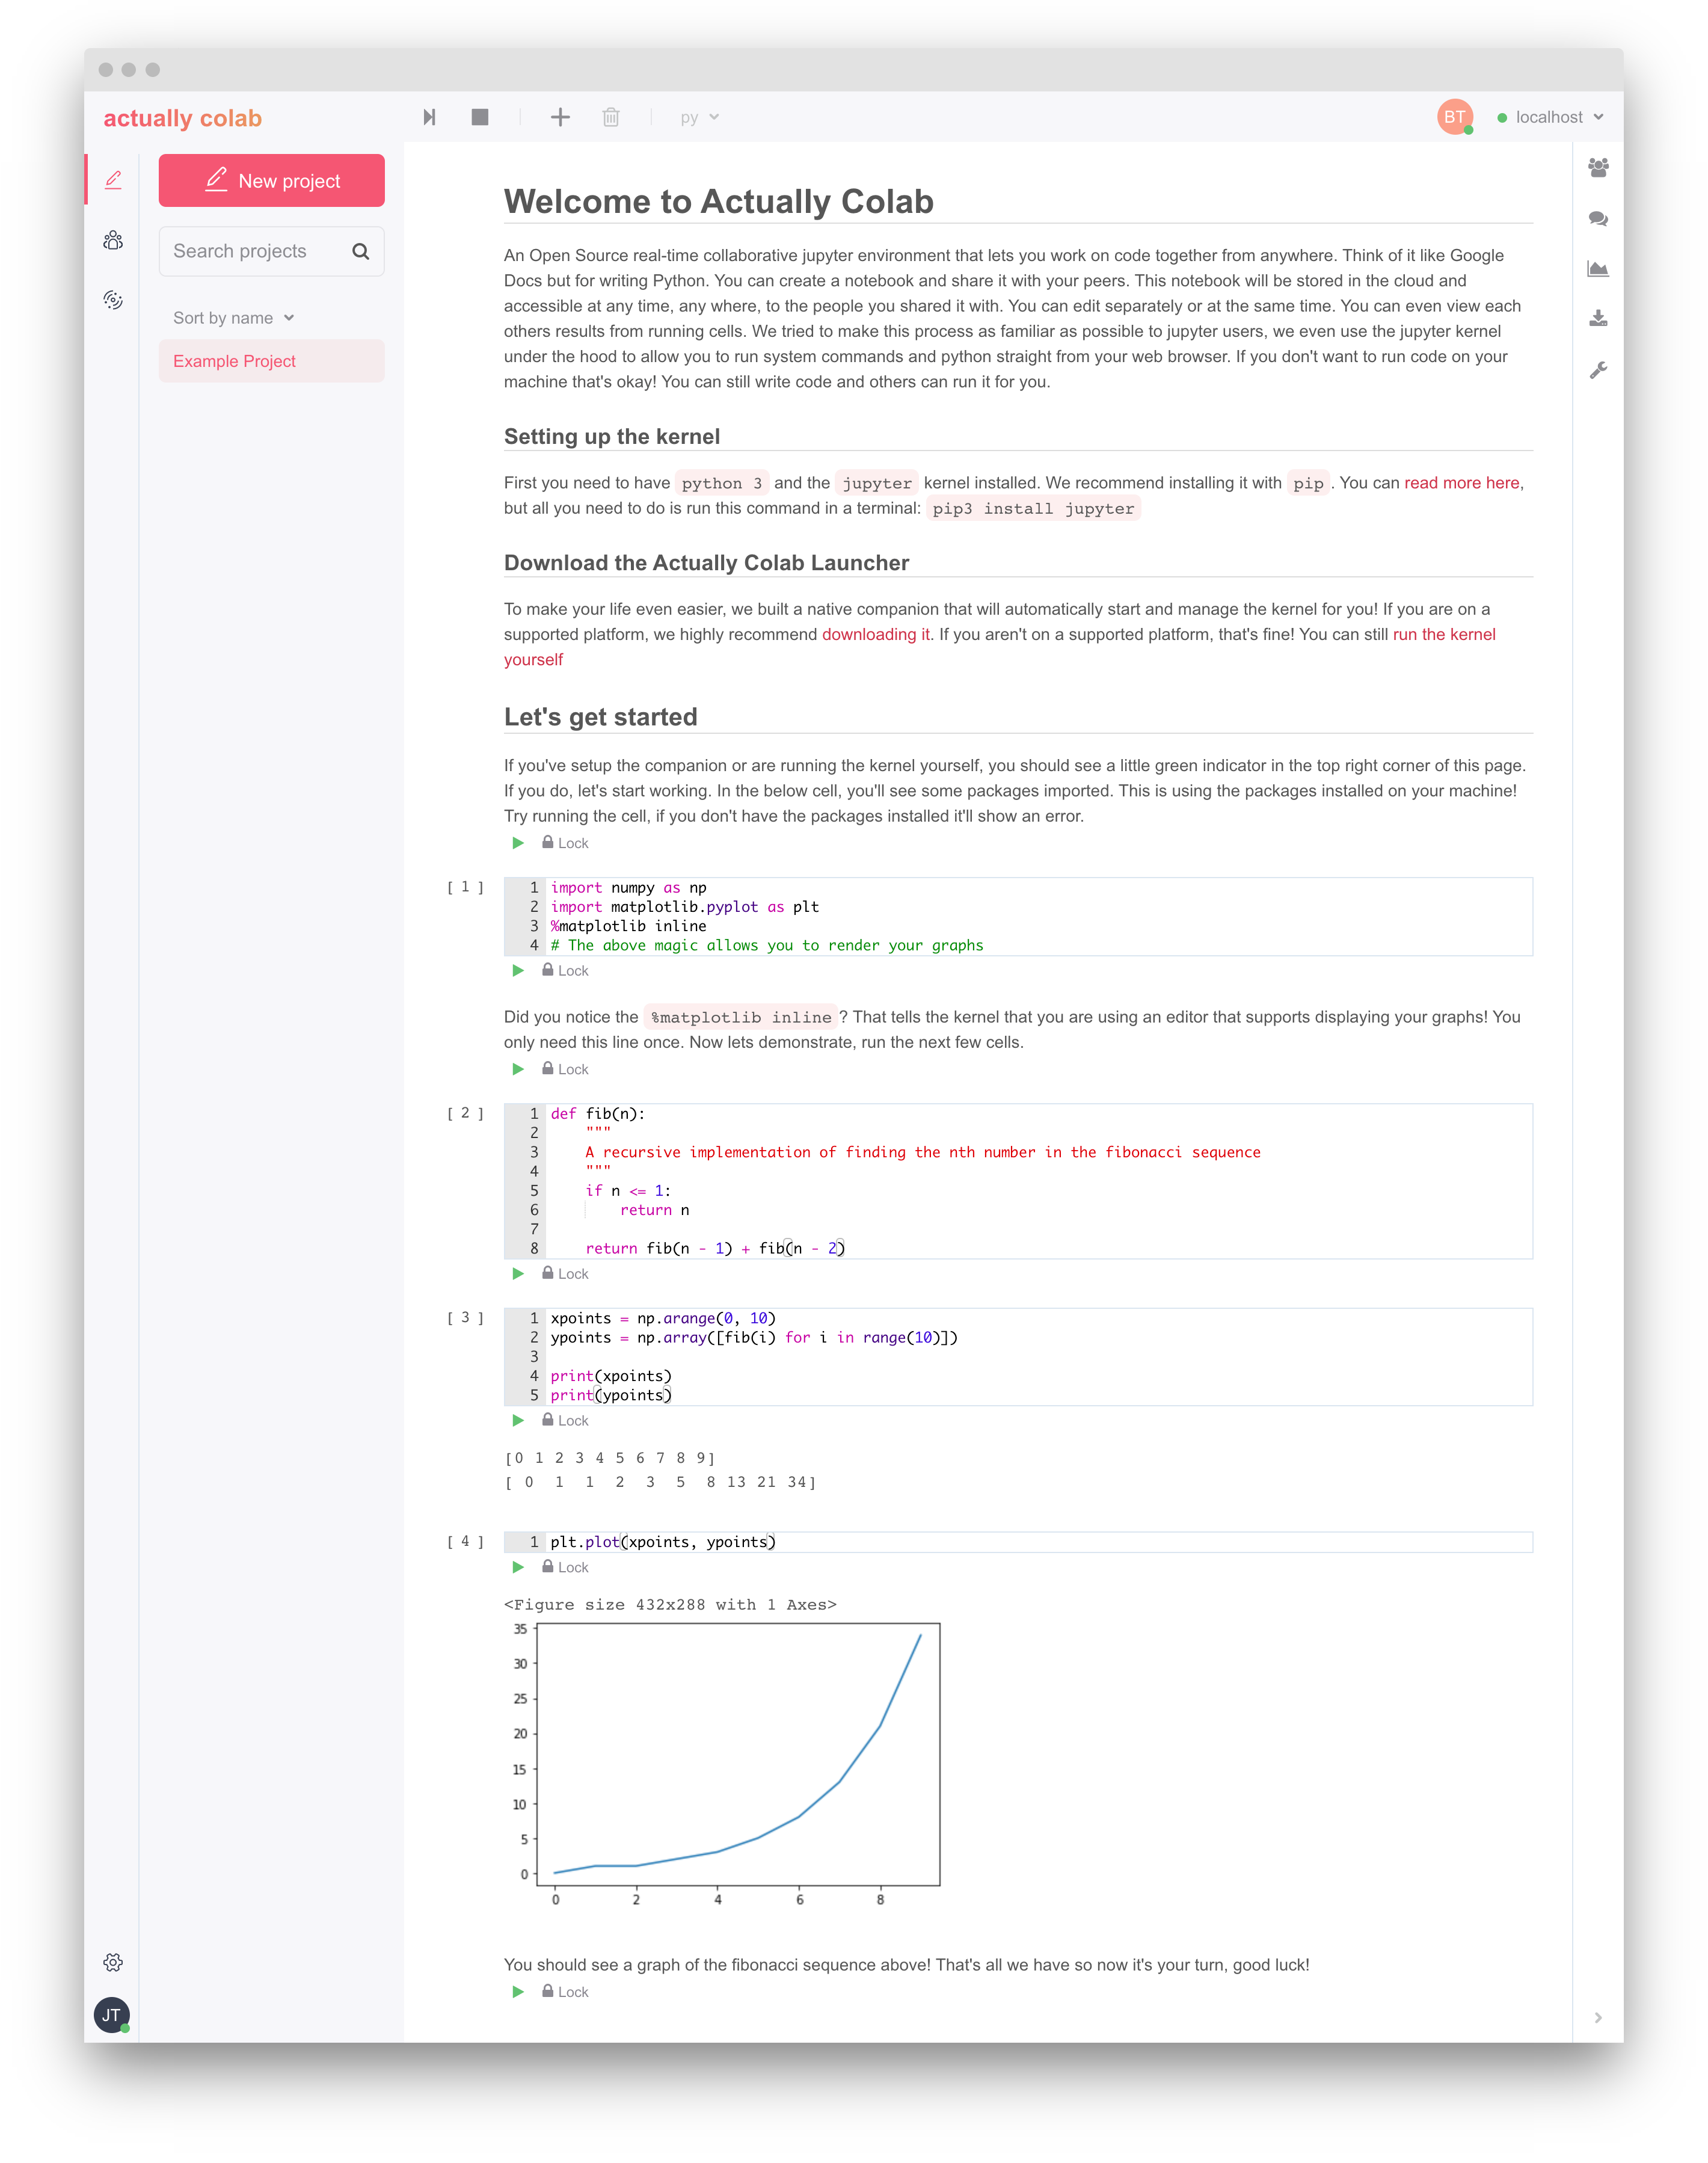 actually colab
py
BT
localhost
New project
Search projects
Sort by name
Example Project
Welcome to Actually Colab
An Open Source real-time collaborative jupyter environment that lets you work on code together from anywhere. Think of it like Google
Docs but for writing Python. You can create a notebook and share it with your peers. This notebook will be stored in the cloud and
accessible at any time, any where, to the people you shared it with. You can edit separately or at the same time. You can even view each
others results from running cells. We tried to make this process as familiar as possible to jupyter users, we even use the jupyter kernel
under the hood to allow you to run system commands and python straight from your web browser. If you don't want to run code on your
machine that's okay! You can still write code and others can run it for you.
Setting up the kernel
First you need to have python 3 and the jupyter kernel installed. We recommend installing it with pip . You can read more here,
but all you need to do is run this command in a terminal: pip3 install jupyter
Download the Actually Colab Launcher
To make your life even easier, we built a native companion that will automatically start and manage the kernel for you! If you are on a
supported platform, we highly recommend downloading it. If you aren't on a supported platform, that's fine! You can still run the kernel
yourself
Let's get started
If you've setup the companion or are running the kernel yourself, you should see a little green indicator in the top right corner of this page.
If you do, let's start working. In the below cell, you'll see some packages imported. This is using the packages installed on your machine!
Try running the cell, if you don't have the packages installed it'll show an error.
Lock
[ 1 ]
1 import numpy as np
2 import matplotlib.pyplot as plt
3 %matplotlib inline
4 # The above magic allows you to render your graphs
Lock
Did you notice the %matplotlib inline ? That tells the kernel that you are using an editor that supports displaying your graphs! You
only need this line once. Now lets demonstrate, run the next few cells.
Lock
[ 2 ]
1 def fib(n):
2     """
3     A recursive implementation of finding the nth number in the fibonacci sequence
4     """
5     if n <= 1:
6         return n
7
8     return fib(n - 1) + fib(n - 2)
Lock
[ 3 ]
1 xpoints = np.arange(0, 10)
2 ypoints = np.array([fib(i) for i in range(10)])
3
4 print(xpoints)
5 print(ypoints)
Lock
[0 1 2 3 4 5 6 7 8 9]
[ 0  1  1  2  3  5  8 13 21 34]
[ 4 ]
1 plt.plot(xpoints, ypoints)
Lock
<Figure size 432x288 with 1 Axes>
35
30
25
20
15
10
5
0
0 2 4 6 8
You should see a graph of the fibonacci sequence above! That's all we have so now it's your turn, good luck!
Lock
JT